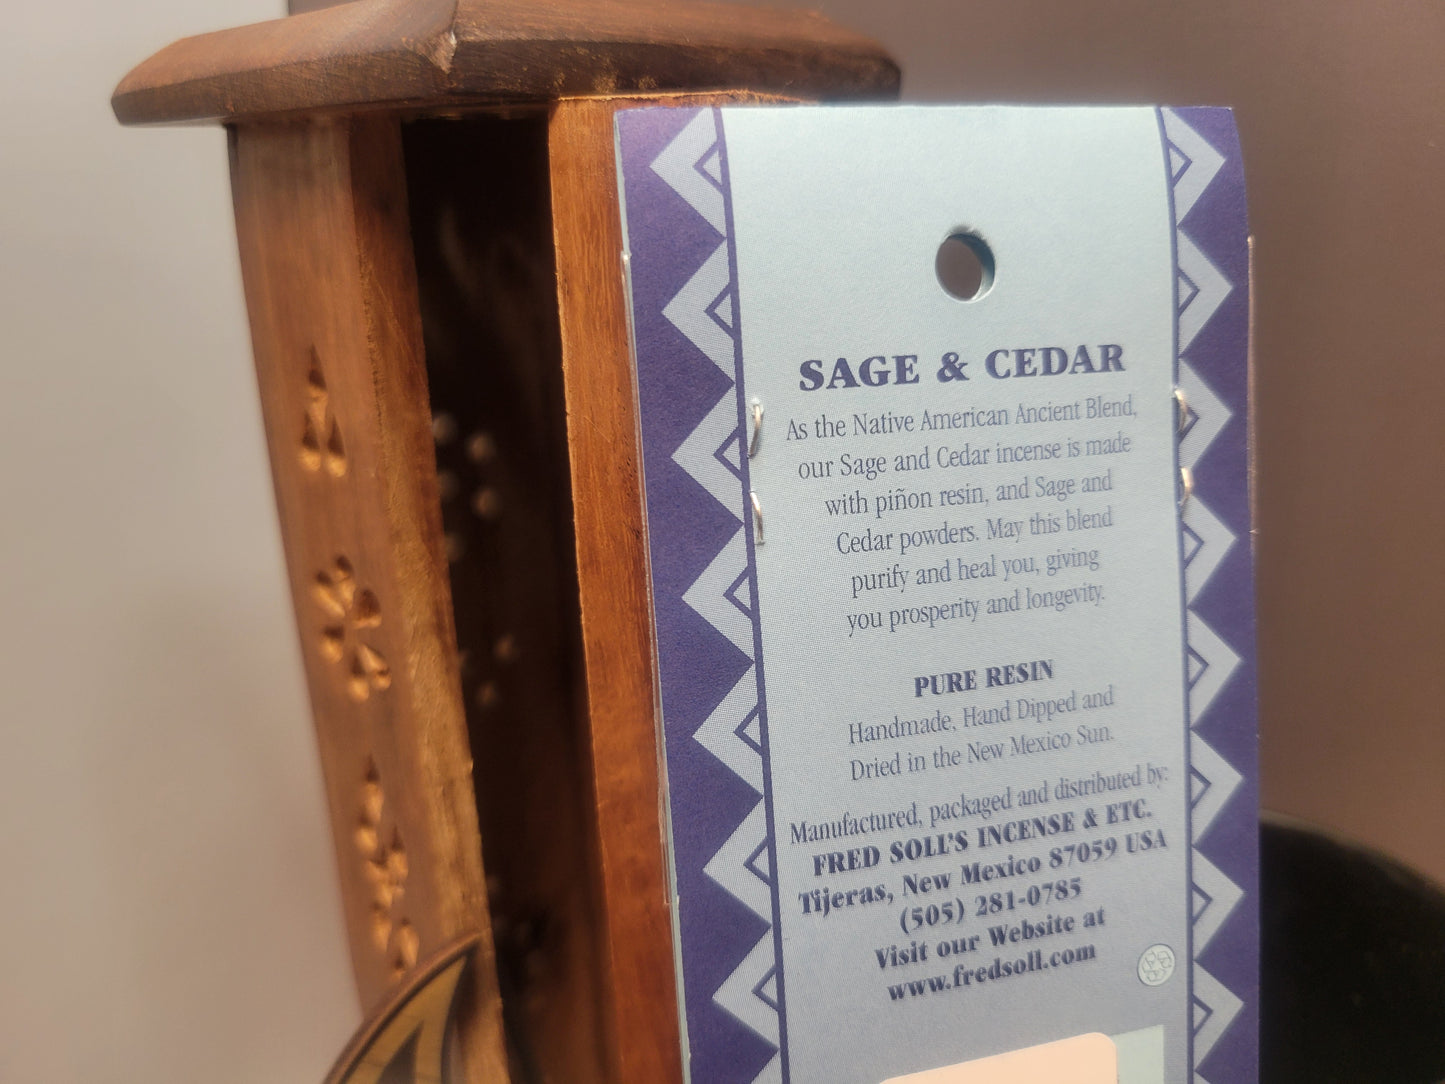 SAGE & CEDAR
As the Native American Ancient Blend,
our Sage and Cedar incense is made
with piñon resin, and Sage and
Cedar powders. May this blend
purify and heal you, giving
you prosperity and longevity.
PURE RESIN
Handmade, Hand Dipped and
Dried in the New Mexico Sun.
Manufactured, packaged and distributed by:
FRED SOLL'S INCENSE & ETC.
Tijeras, New Mexico 87059 USA
(505) 281-0785
Visit our Website at
www.fredsoll.com